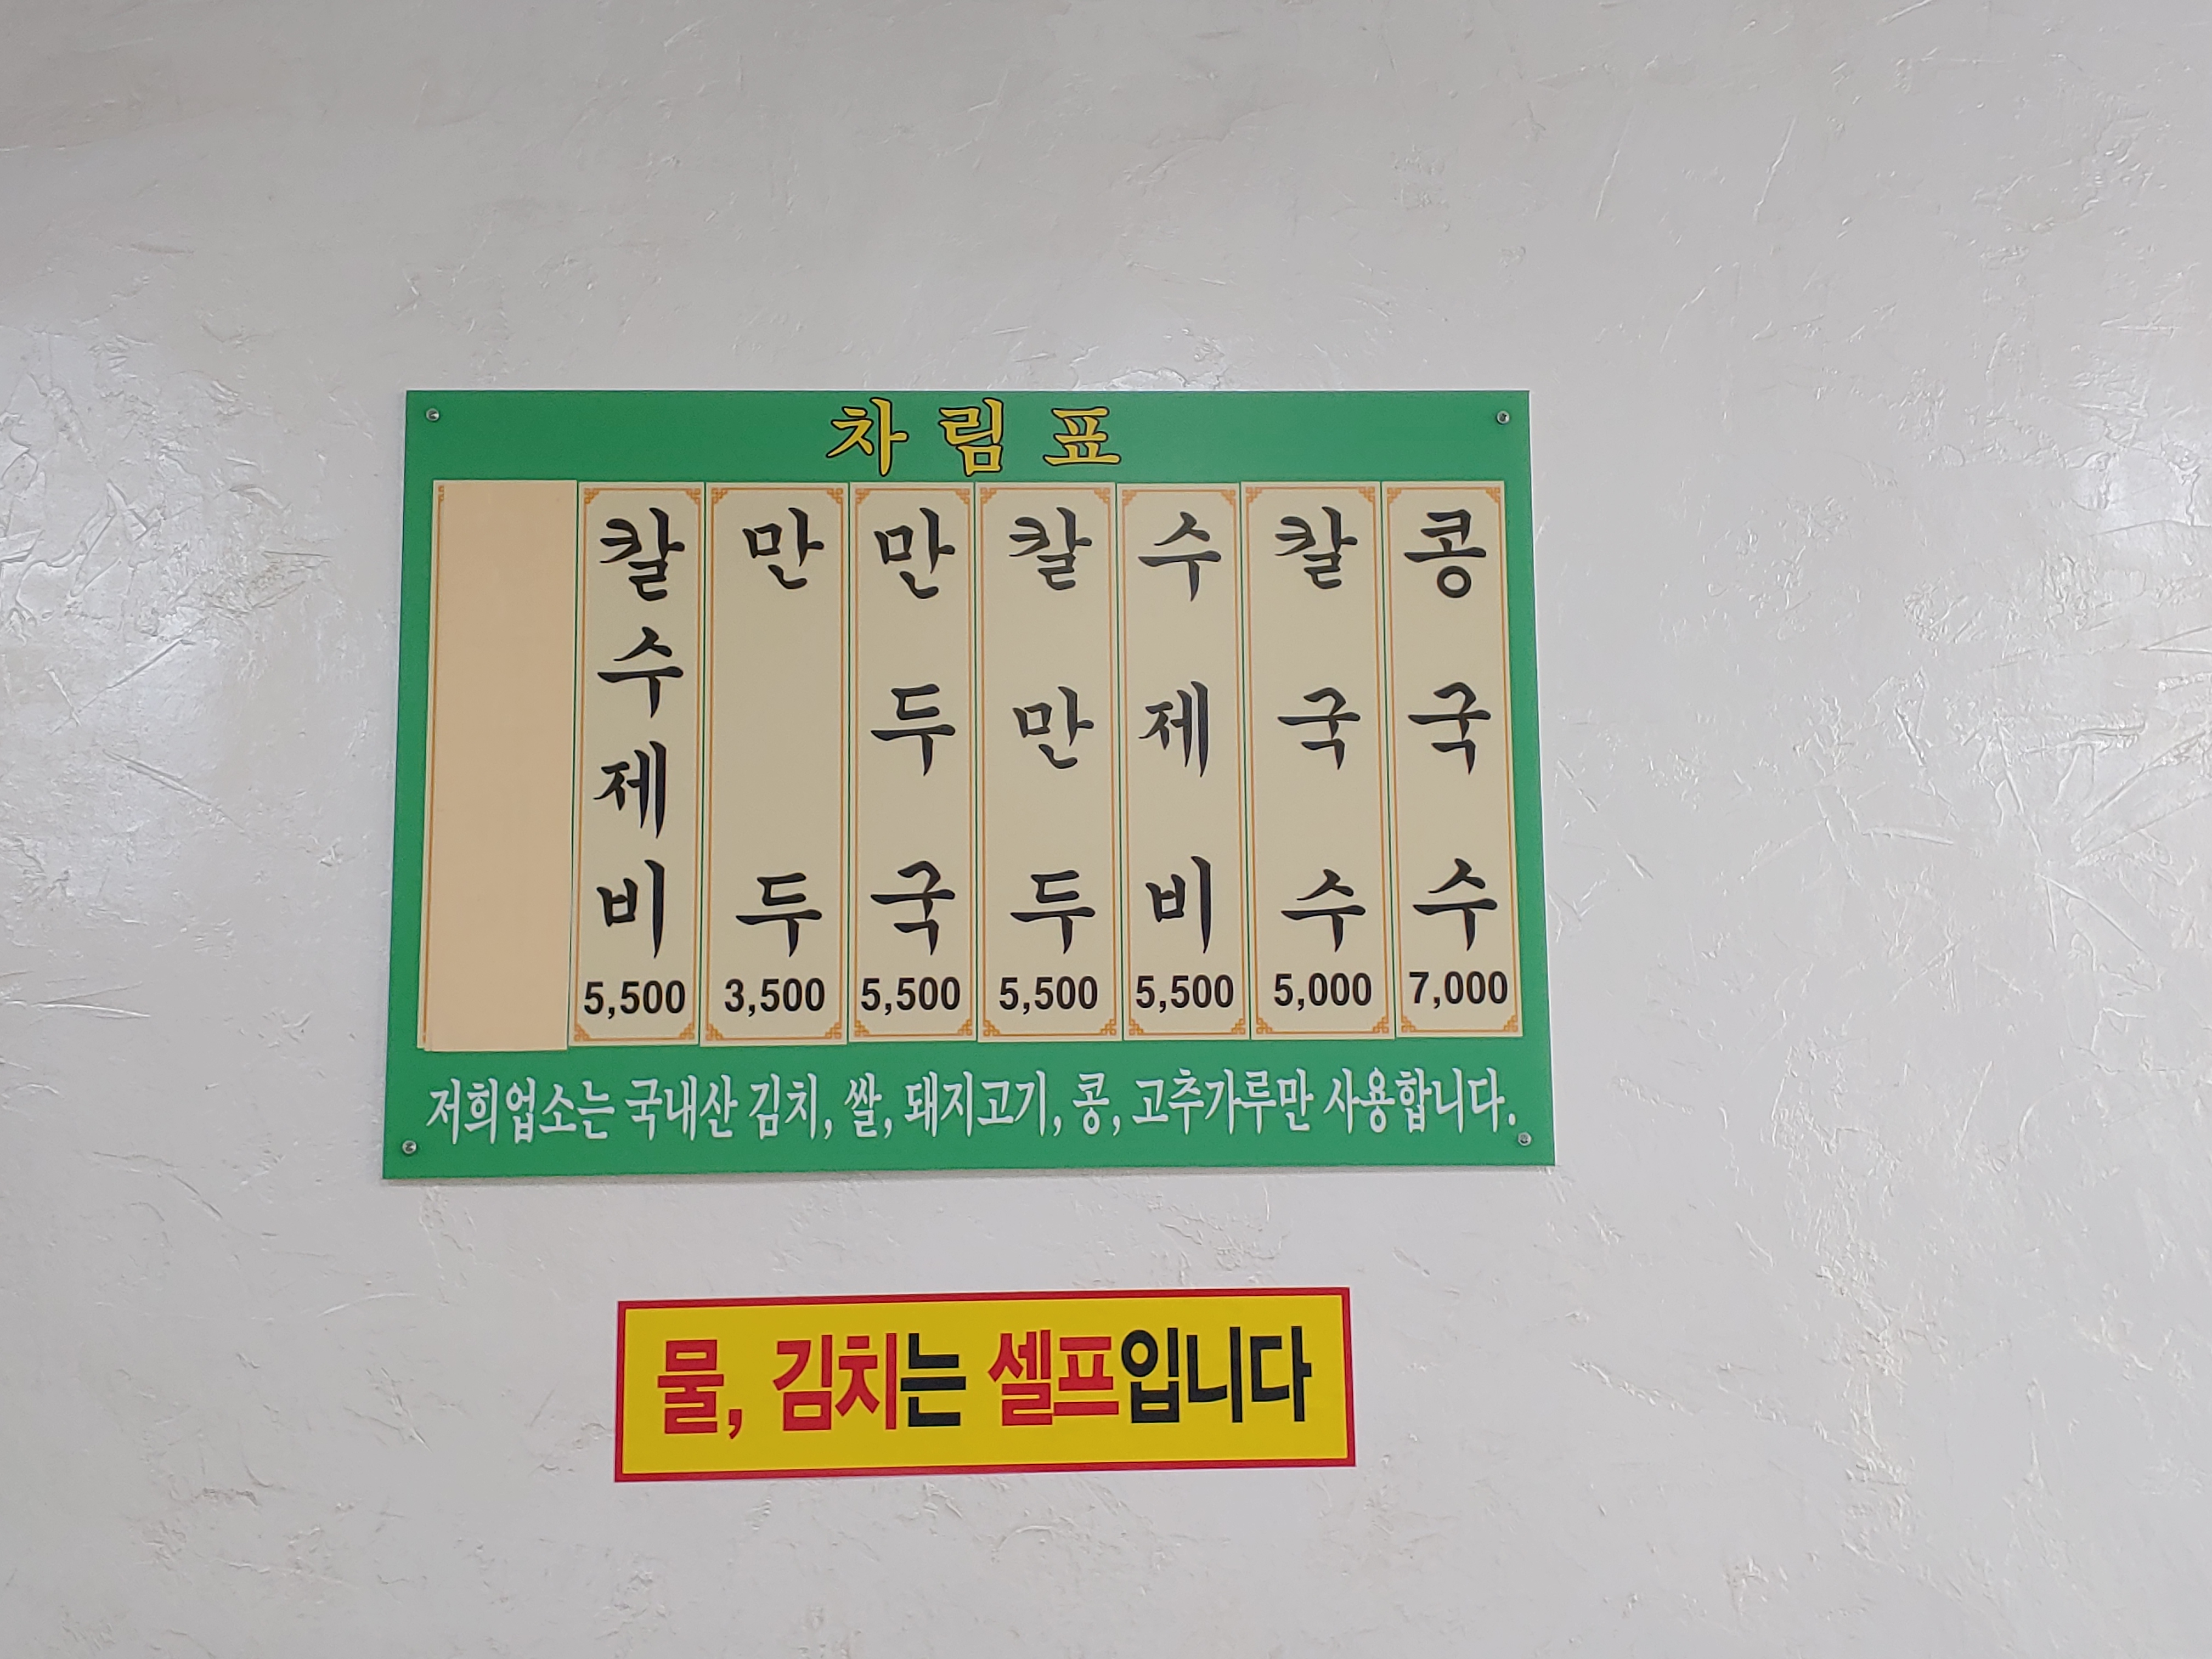 차림표
칼수제비
5,500
만두
3,500
만두국
5,500
칼만두
5,500
수제비
5,500
칼국수
5,000
콩국수
7,000
저희업소는 국내산 김치, 쌀, 돼지고기, 콩, 고추가루만 사용합니다.
물, 김치는 셀프입니다